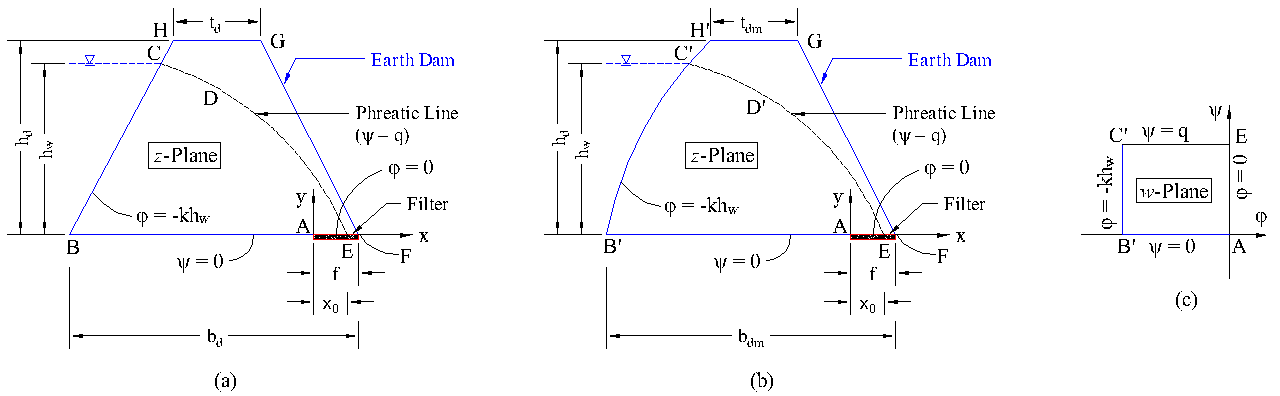 H t_d G
C
Earth Dam
D
Phreatic Line
(ψ – q)
h_d h_w z-Plane
φ = 0
y
Filter
φ = -kh_w
A x
B E F
ψ = 0
f
x_0
b_d
(a)
H' t_dm G
C'
Earth Dam
D'
Phreatic Line
(ψ – q)
h_d h_w z-Plane
φ = 0
y
Filter
φ = -kh_w
A x
B' E F
ψ = 0
f
x_0
b_dm
(b)
ψ
C' ψ = q E
φ = -kh_w w-Plane φ = 0
φ
B' ψ = 0 A
(c)